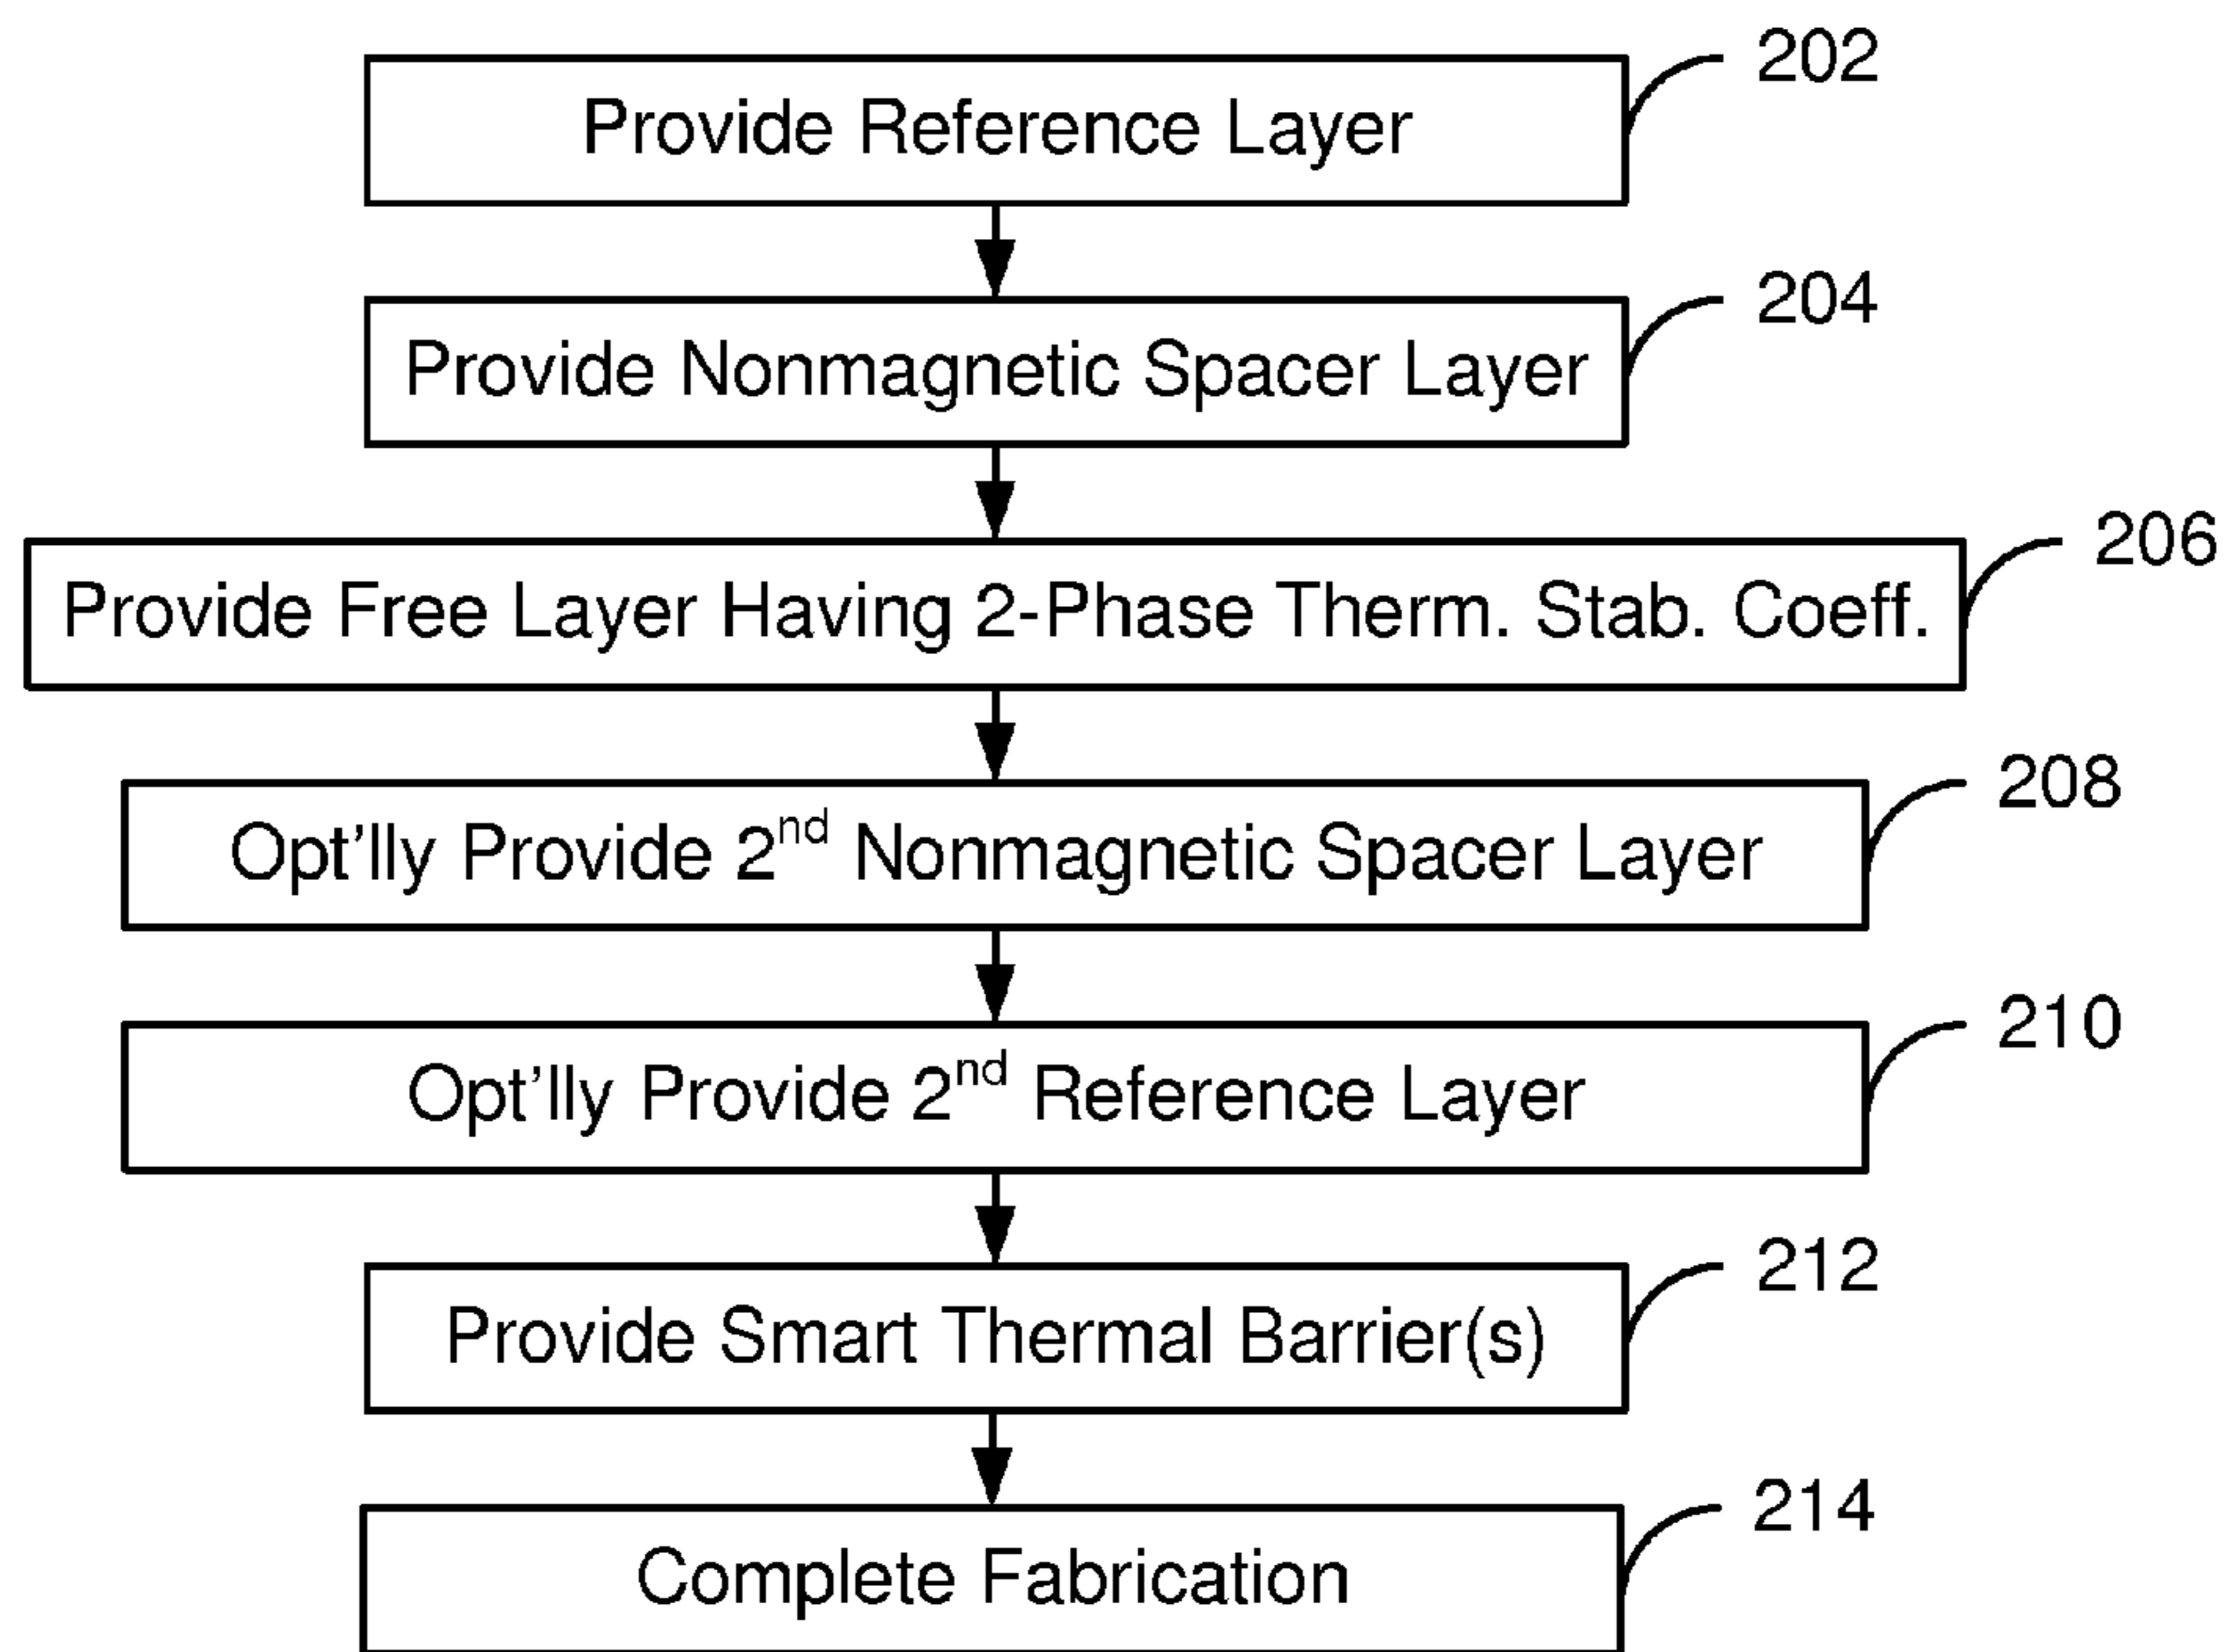 202
Provide Reference Layer
204
Provide Nonmagnetic Spacer Layer
206
Provide Free Layer Having 2-Phase Therm. Stab. Coeff.
208
Opt'lly Provide 2nd Nonmagnetic Spacer Layer
210
Opt'lly Provide 2nd Reference Layer
212
Provide Smart Thermal Barrier(s)
214
Complete Fabrication